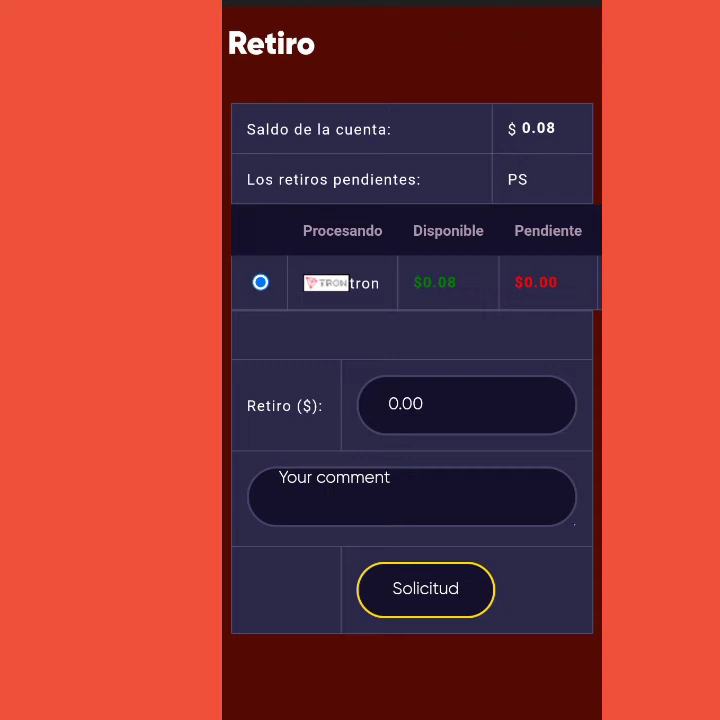 Retiro
Saldo de la cuenta: $ 0.08
Los retiros pendientes: PS
Procesando Disponible Pendiente
TRON tron $0.08 $0.00
Retiro ($): 0.00
Your comment
Solicitud